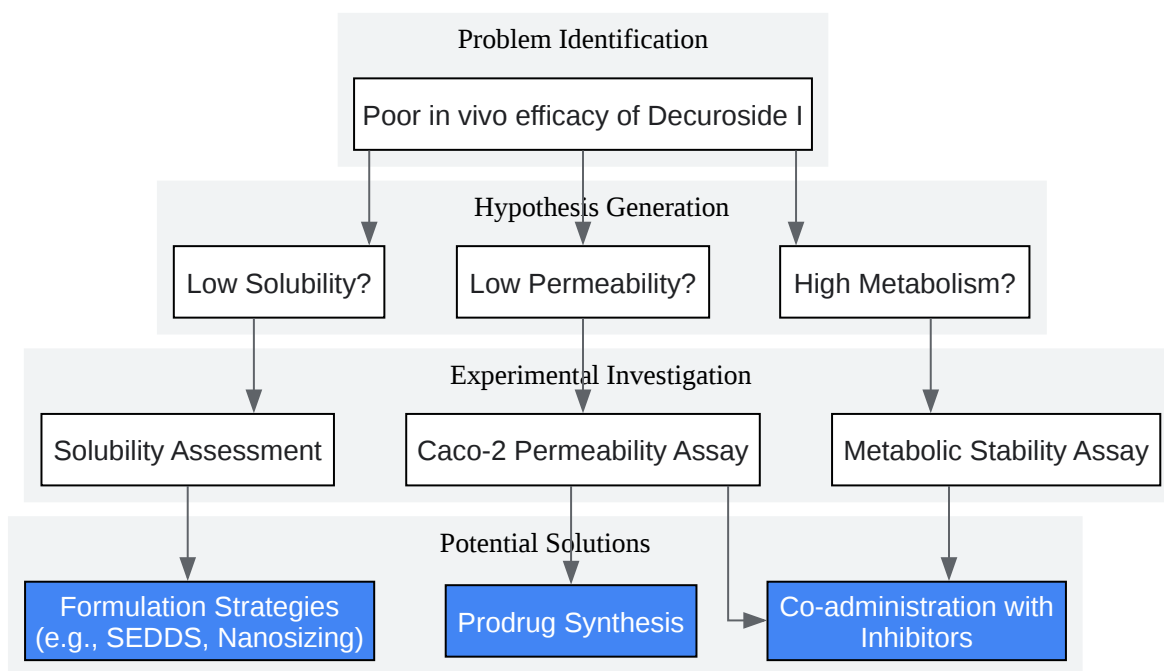 Problem Identification
Poor in vivo efficacy of Decuroside I
Hypothesis Generation
Low Solubility?
Low Permeability?
High Metabolism?
Experimental Investigation
Solubility Assessment
Caco-2 Permeability Assay
Metabolic Stability Assay
Potential Solutions
Formulation Strategies
(e.g., SEDDS, Nanosizing)
Prodrug Synthesis
Co-administration with
Inhibitors